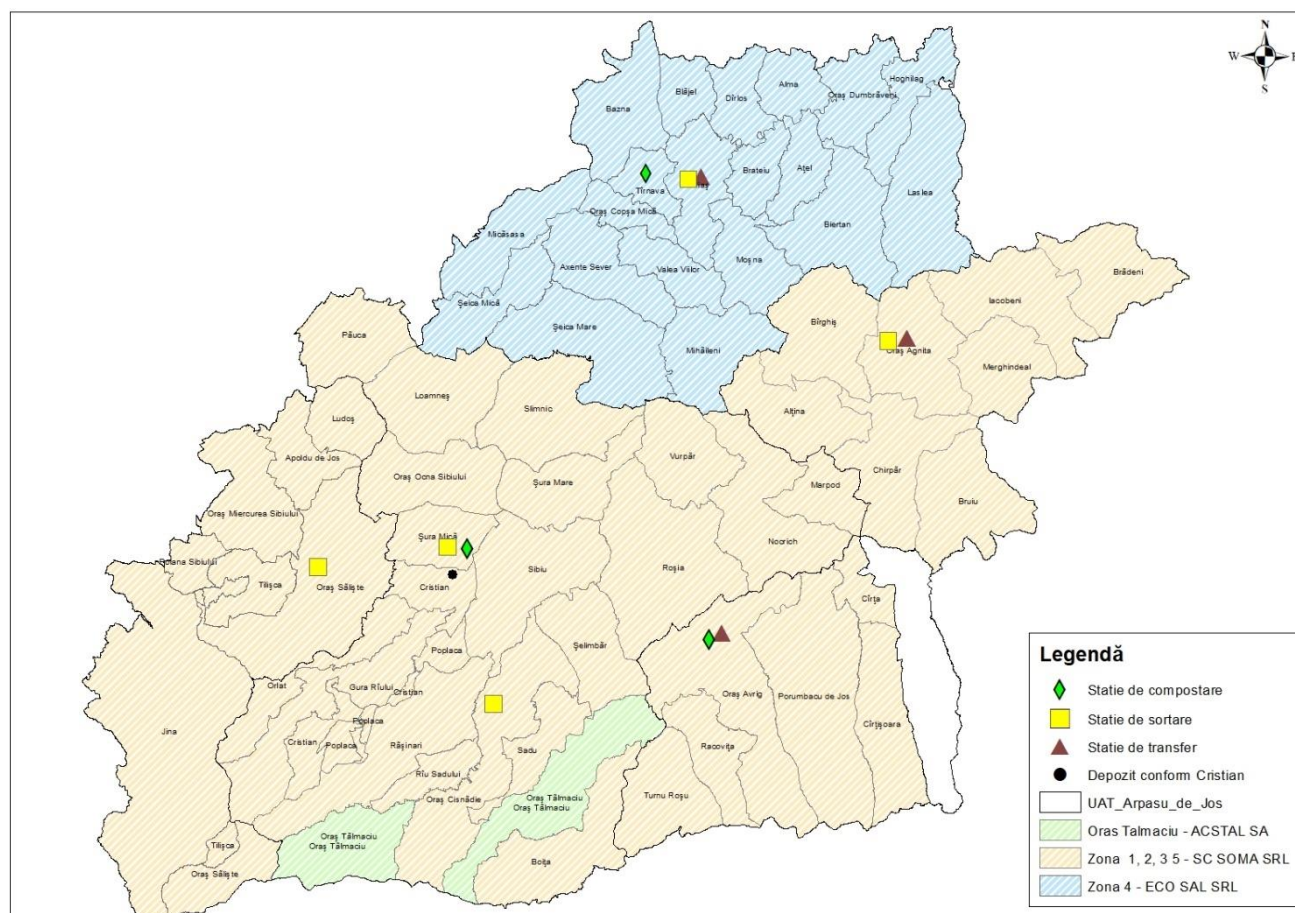 N
W
E
S
Hoghilag
Alma
Blăjel
Dîrlos
Oraş Dumbrăveni
Bazna
Brateiu
Aţel
Tîrnava
Laslea
Oraş Copşa Mică
Biertan
Micăsasa
Moşna
Axente Sever
Valea Viilor
Brădeni
Şeica Mică
Iacobeni
Bîrghiş
Şeica Mare
Păuca
Mihăileni
Oraş Agnita
Merghindeal
Loamneş
Slimnic
Alţina
Ludoş
Vurpăr
Apoldu de Jos
Chirpăr
Oraş Ocna Sibiului
Şura Mare
Marpod
Bruiu
Oraş Miercurea Sibiului
Şura Mică
Nocrich
Poiana Sibiului
Sibiu
Roşia
Tilişca
Oraş Sălişte
Cristian
Cîrţa
Şelimbăr
Poplaca
Orlat
Gura Rîului
Cristian
Oraş Avrig
Porumbacu de Jos
Poplaca
Jina
Cristian
Poplaca
Răşinari
Sadu
Racoviţa
Cîrţişoara
Rîu Sadului
Oraş Cisnădie
Oraş Tălmaciu
Oraş Tălmaciu
Turnu Roşu
Oraş Tălmaciu
Oraş Tălmaciu
Tilişca
Boiţa
Oraş Sălişte
Legendă
Statie de compostare
Statie de sortare
Statie de transfer
Depozit conform Cristian
UAT_Arpasu_de_Jos
Oras Talmaciu - ACSTAL SA
Zona 1, 2, 3 5 - SC SOMA SRL
Zona 4 - ECO SAL SRL